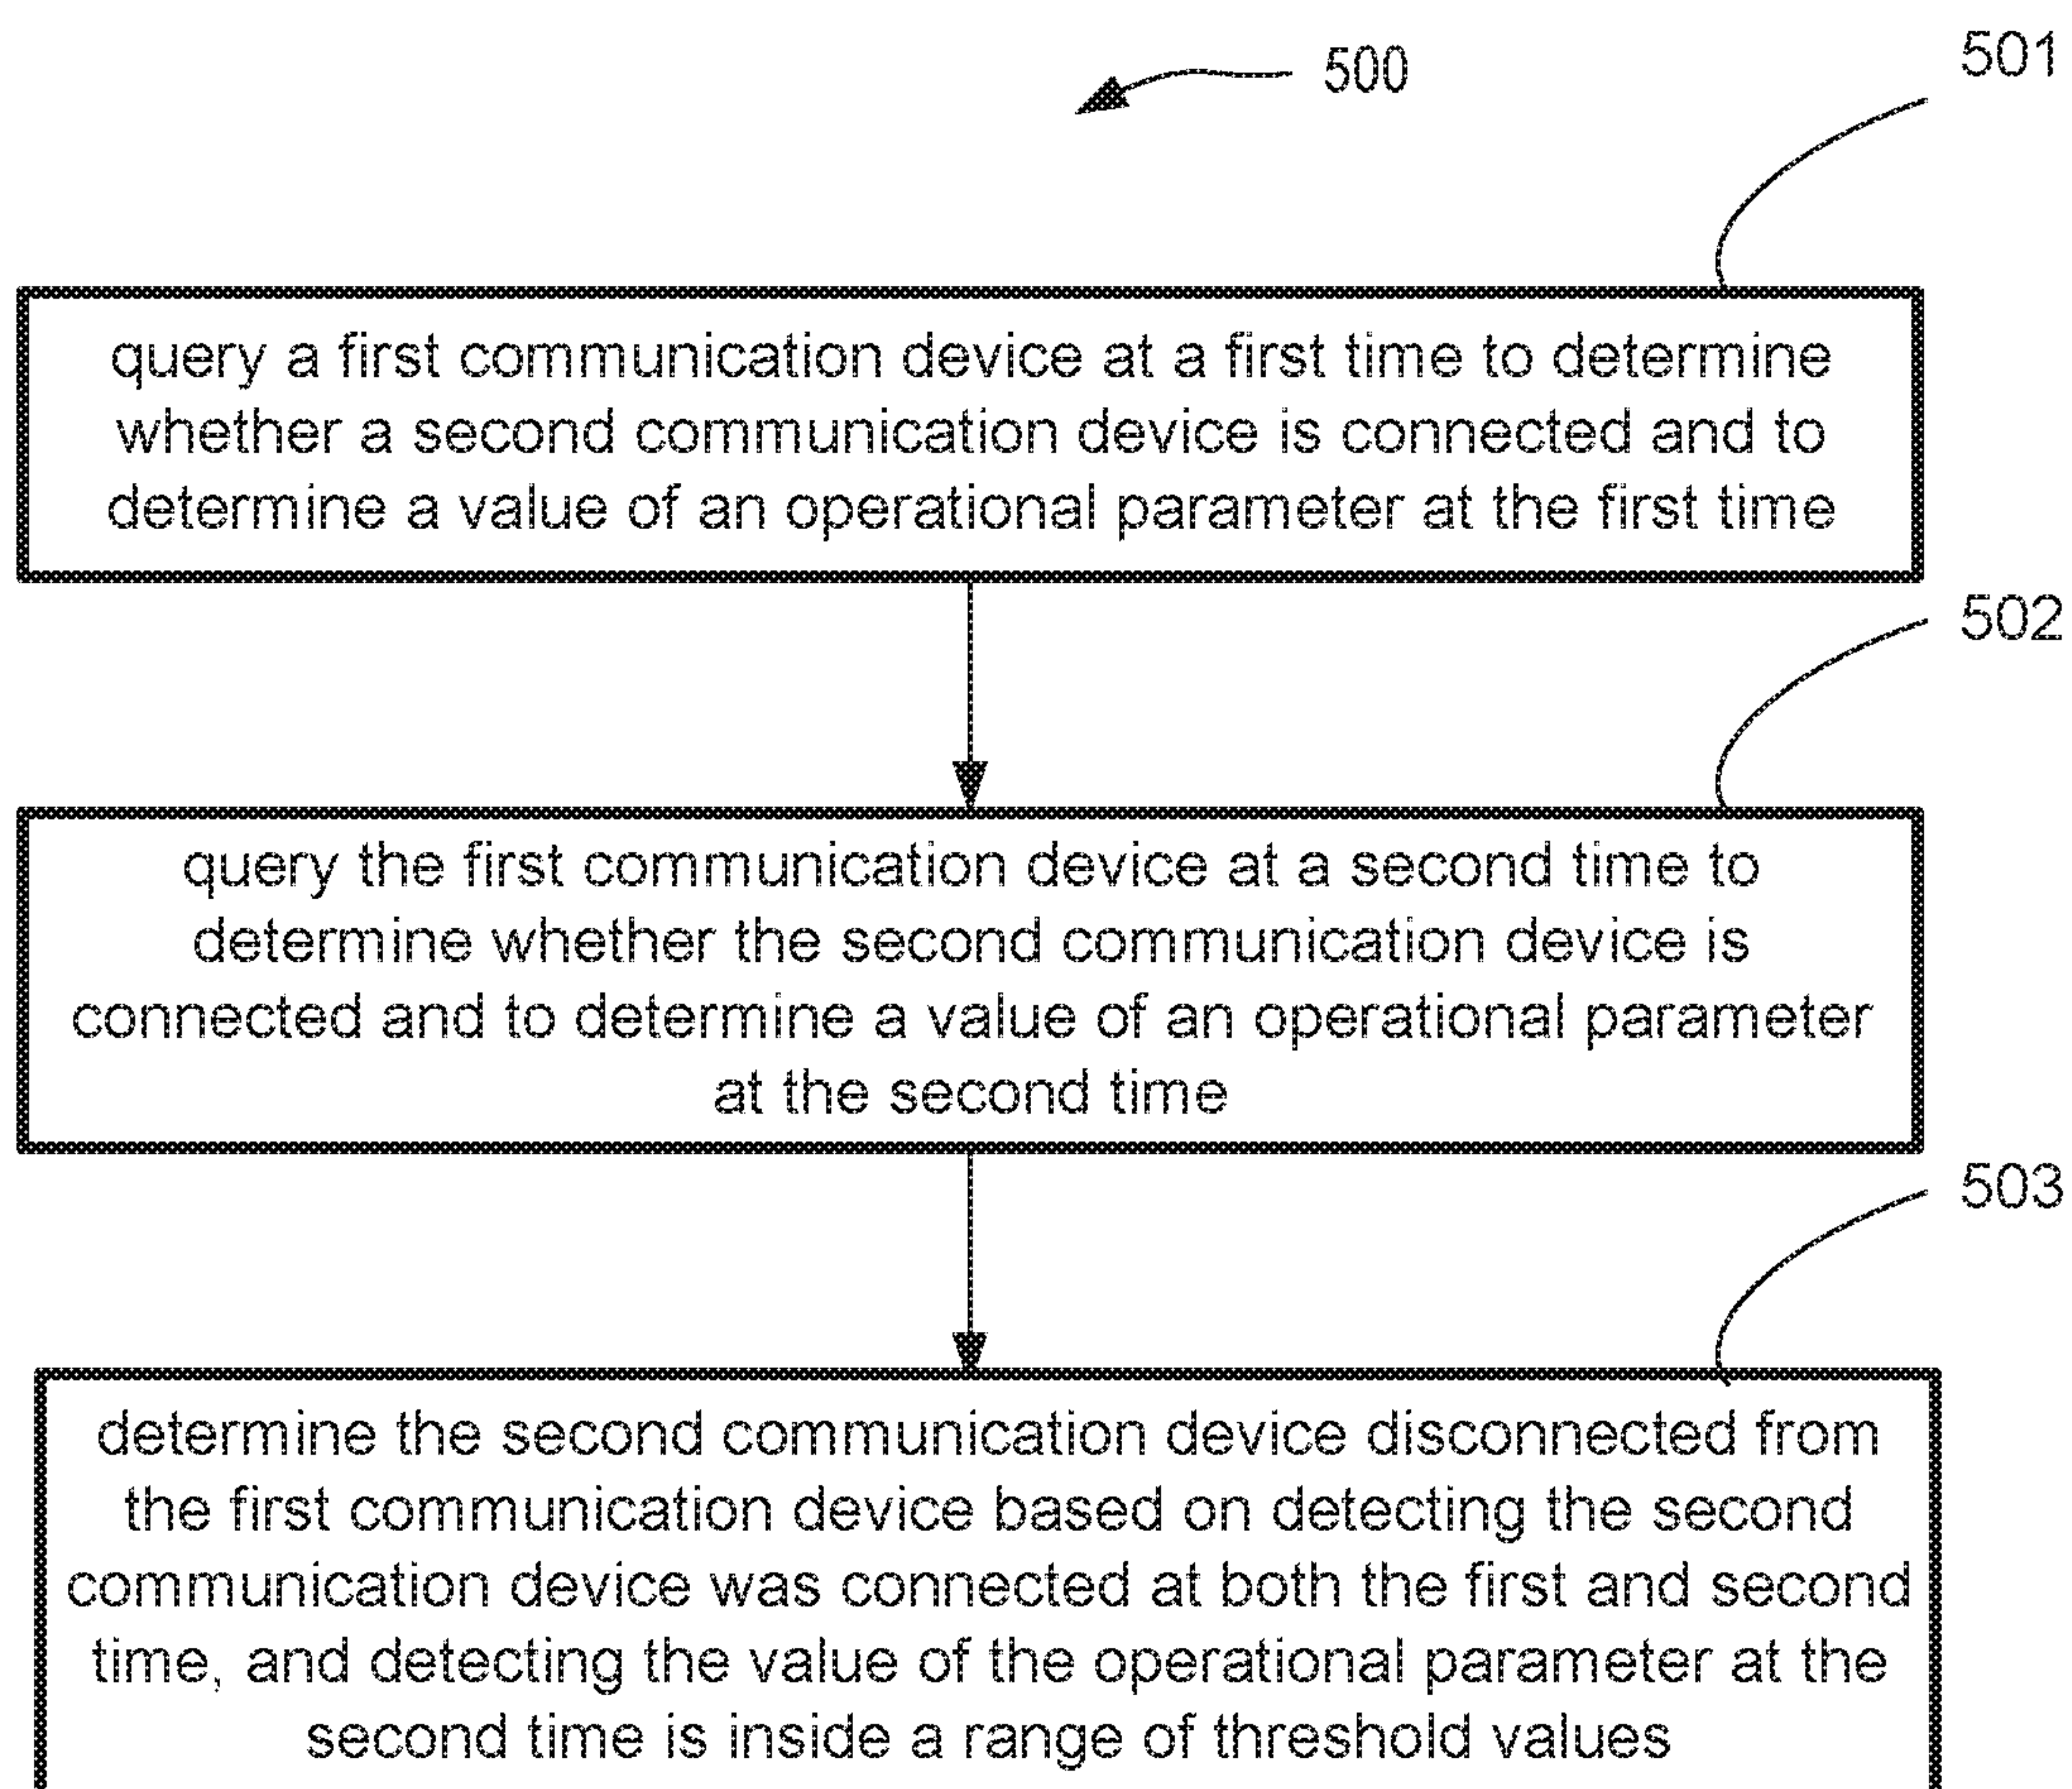 500
501
query a first communication device at a first time to determine
whether a second communication device is connected and to
determine a value of an operational parameter at the first time
502
query the first communication device at a second time to
determine whether the second communication device is
connected and to determine a value of an operational parameter
at the second time
503
determine the second communication device disconnected from
the first communication device based on detecting the second
communication device was connected at both the first and second
time, and detecting the value of the operational parameter at the
second time is inside a range of threshold values